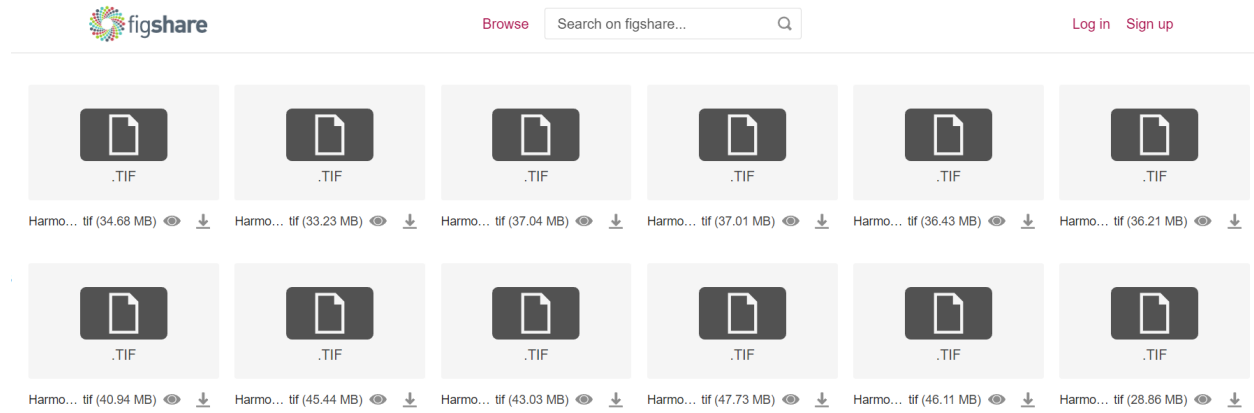 figshare Browse Search on figshare... Log in Sign up
.TIF .TIF .TIF .TIF .TIF .TIF
Harmo… tif (34.68 MB) Harmo… tif (33.23 MB) Harmo… tif (37.04 MB) Harmo… tif (37.01 MB) Harmo… tif (36.43 MB) Harmo… tif (36.21 MB)
.TIF .TIF .TIF .TIF .TIF .TIF
Harmo… tif (40.94 MB) Harmo… tif (45.44 MB) Harmo… tif (43.03 MB) Harmo… tif (47.73 MB) Harmo… tif (46.11 MB) Harmo… tif (28.86 MB)